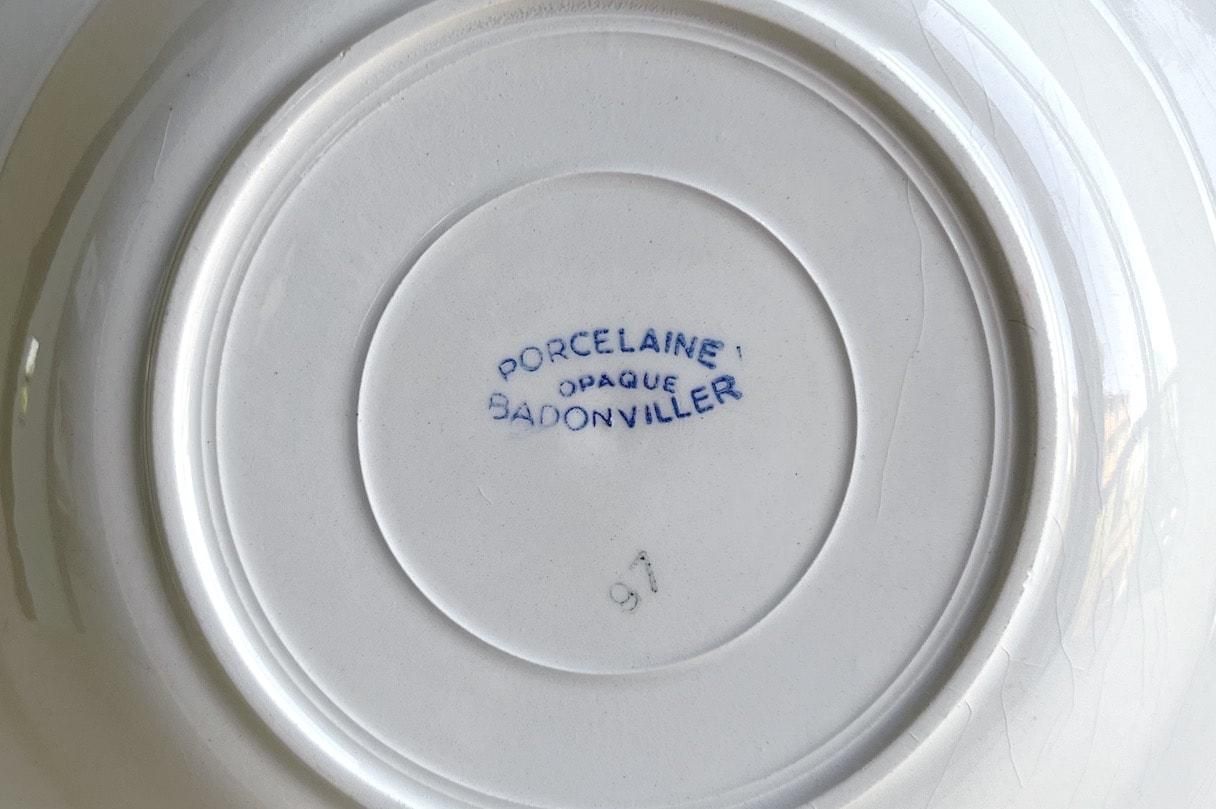 PORCELAINE
OPAQUE
BADONVILLER
97